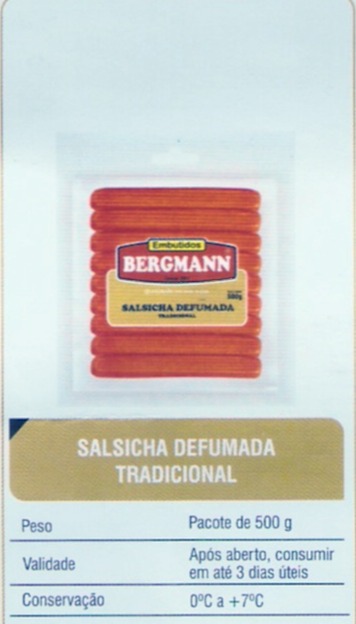 Embutidos
BERGMANN
500g
SALSICHA DEFUMADA
TRADICIONAL
SALSICHA DEFUMADA
TRADICIONAL
Peso Pacote de 500 g
Validade Após aberto, consumir
em até 3 dias úteis
Conservação 0ºC a +7ºC